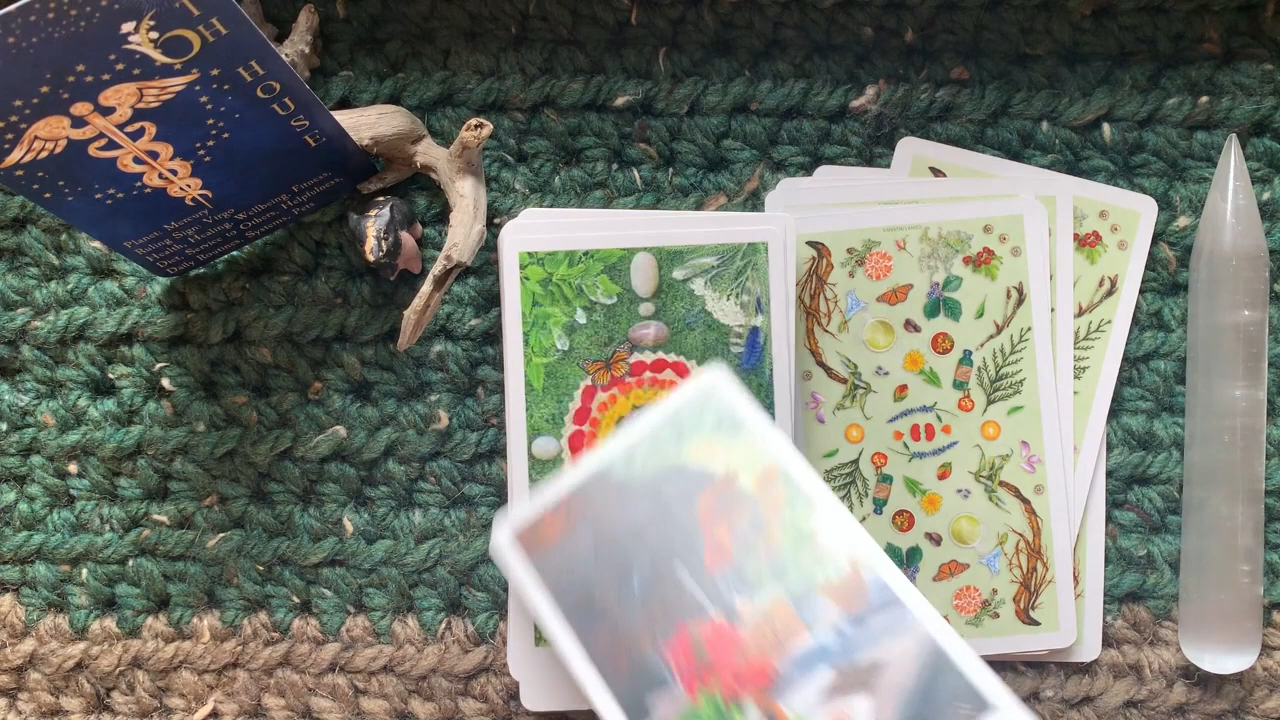 6TH
HOUSE
Planet: Mercury
Ruling Sign: Virgo
Health, Healing, Wellbeing, Fitness,
Diet, Service to Others, Helpfulness,
Daily Routines, Systems, Pets